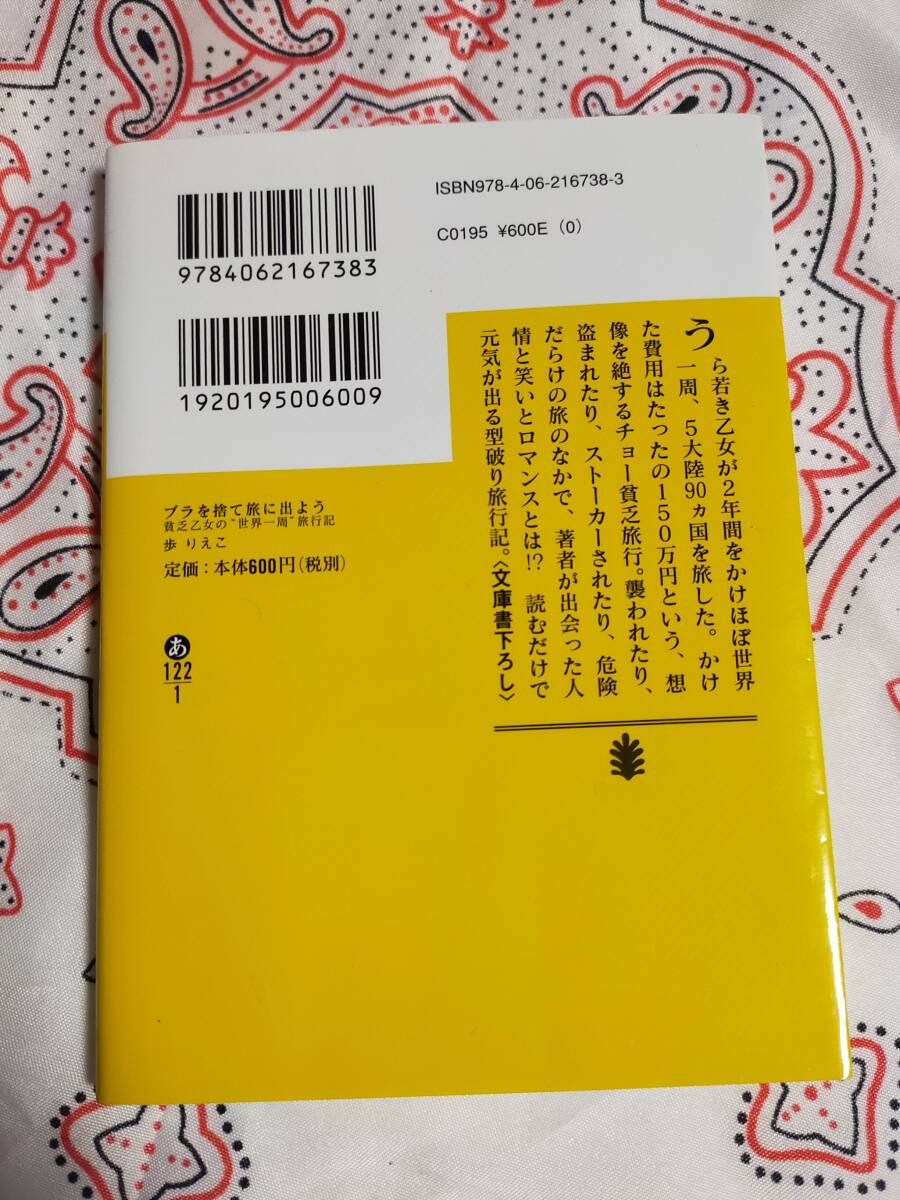 ISBN978-4-06-216738-3
C0195 ¥600E (0)
9784062167383
1920195006009
う
ら若き乙女が2年間をかけほぼ世界
一周、5大陸90ヵ国を旅した。かけ
た費用はたったの150万円という、想
像を絶するチョー貧乏旅行。襲われたり、
盗まれたり、ストーカーされたり、危険
だらけの旅のなかで、著者が出会った人
情と笑いとロマンスとは!? 読むだけで
元気が出る型破り旅行記。〈文庫書下ろし〉
ブラを捨て旅に出よう
貧乏乙女の“世界一周”旅行記
歩 りえこ
定価:本体600円(税別)
あ
122
1